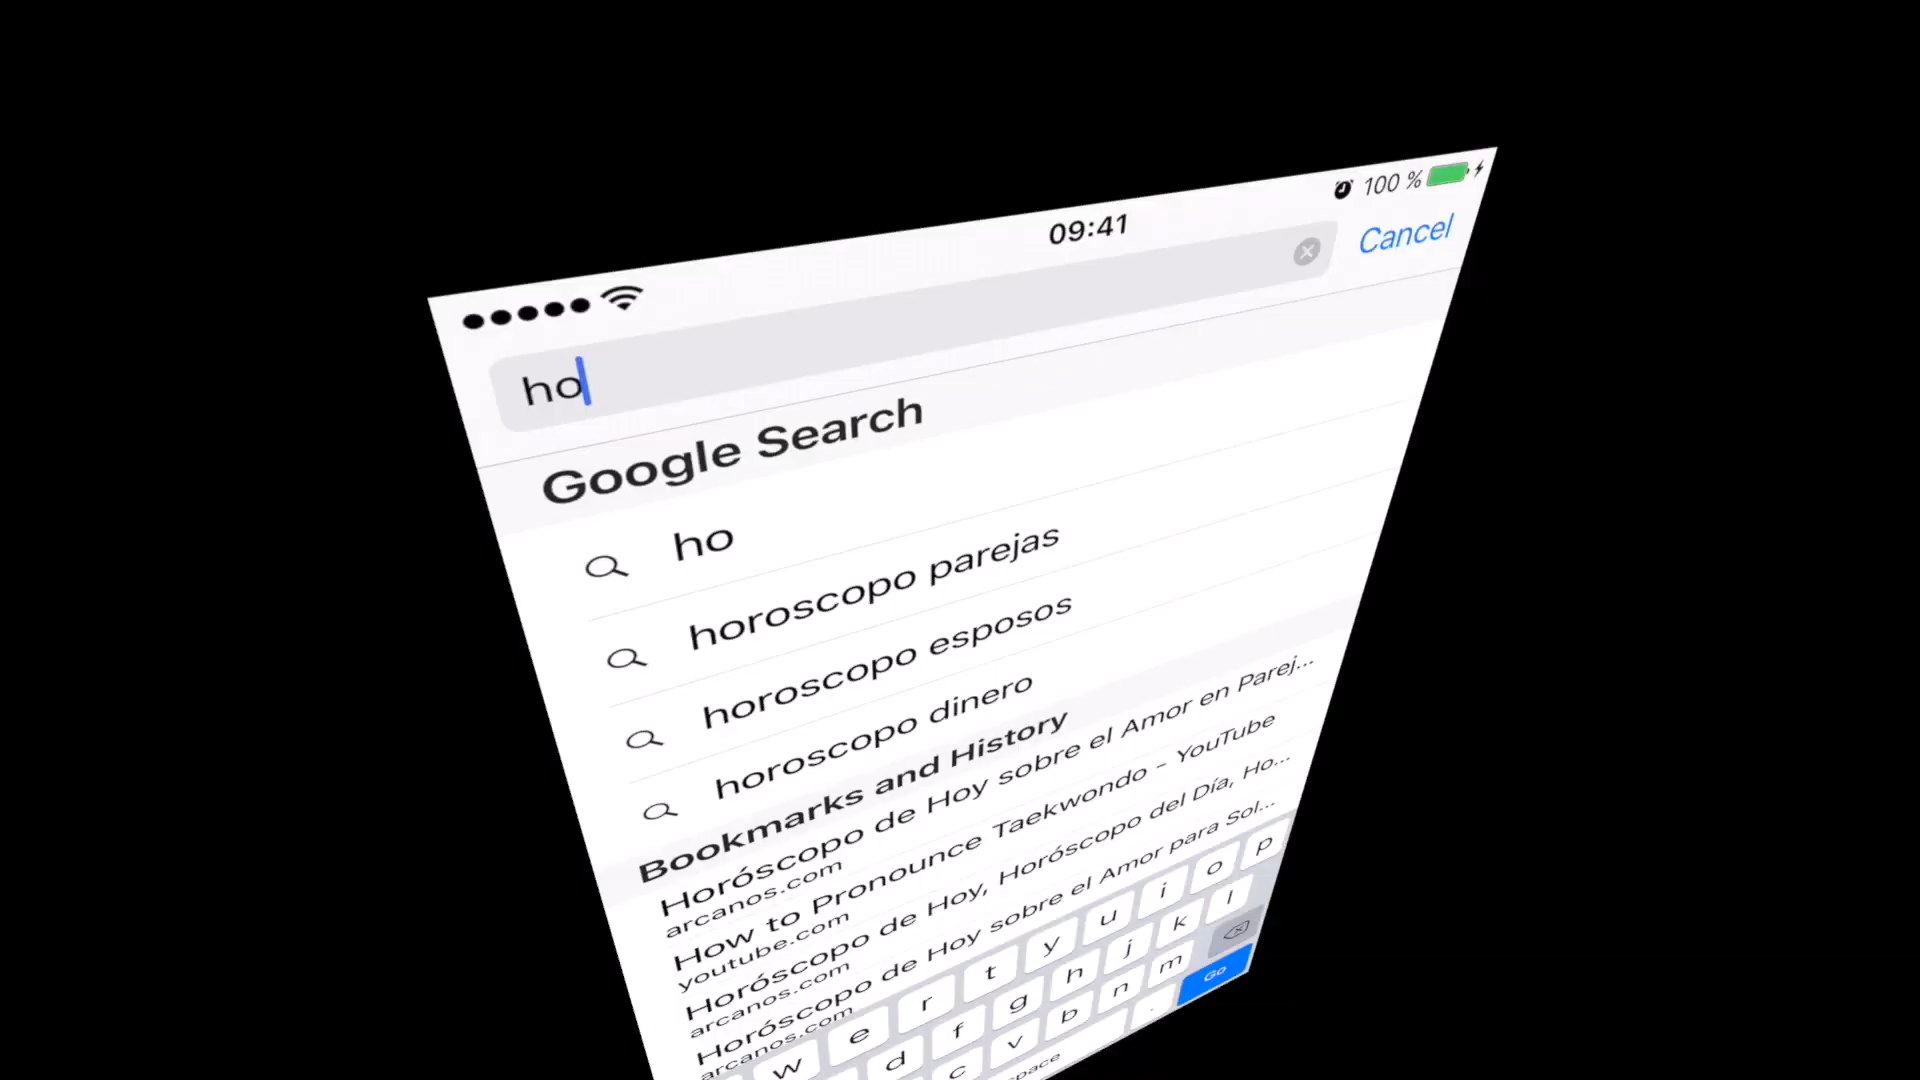 09:41
100 %
ho
Cancel
Google Search
ho
horoscopo parejas
horoscopo esposos
horoscopo dinero
Bookmarks and History
Horóscopo de Hoy sobre el Amor en Parej...
arcanos.com
How to Pronounce Taekwondo - YouTube
youtube.com
Horóscopo de Hoy, Horóscopo del Día, Ho...
arcanos.com
Horóscopo de Hoy sobre el Amor para Sol...
arcanos.com
w e r t y u i o p
d f g h j k l
c v b n m
space . Go